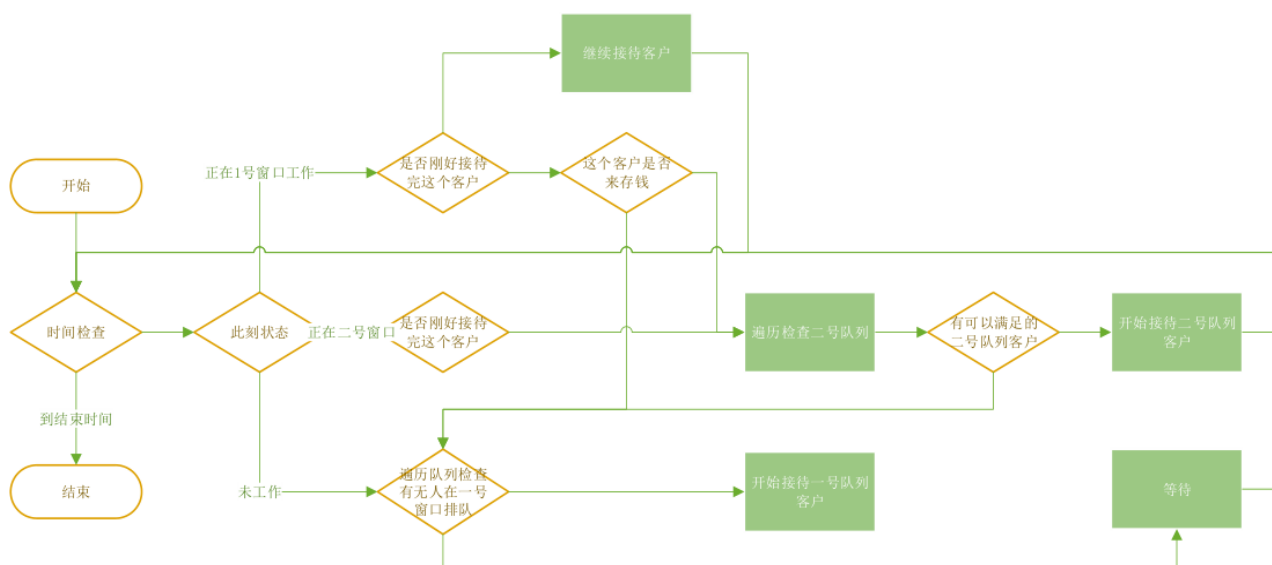 继续接待客户
正在1号窗口工作
是否刚好接待
完这个客户
这个客户是否
来存钱
开始
时间检查
此刻状态
正在二号窗口
是否刚好接待
完这个客户
遍历检查二号队列
有可以满足的
二号队列客户
开始接待二号队列
客户
到结束时间
结束
未工作
遍历队列检查
有无人在一号
窗口排队
开始接待一号队列
客户
等待